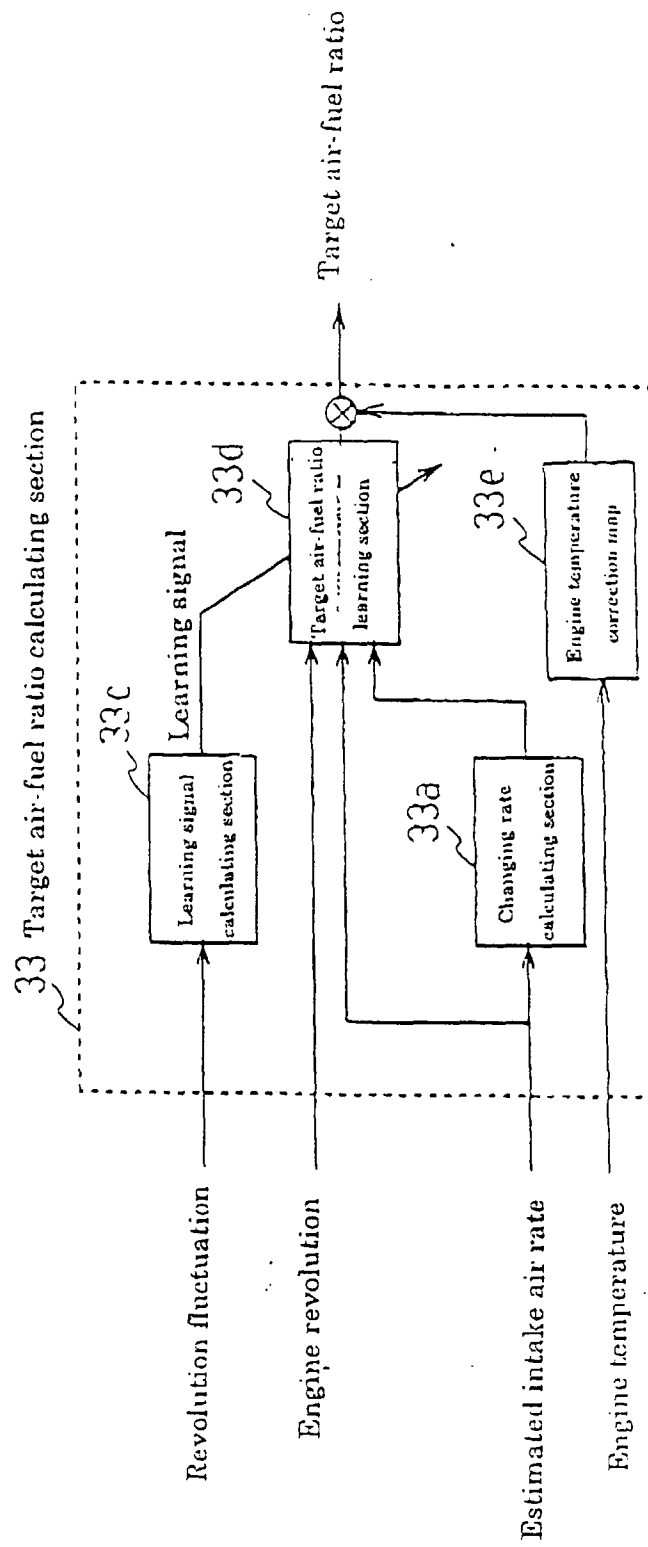 33 Target air-fuel ratio calculating section
Revolution fluctuation
33c
Learning signal
calculating section
Learning signal
33d
Target air-fuel ratio
learning section
Target air-fuel ratio
Engine revolution
33a
Changing rate
calculating section
Estimated intake air rate
33e
Engine temperature
correction map
Engine temperature